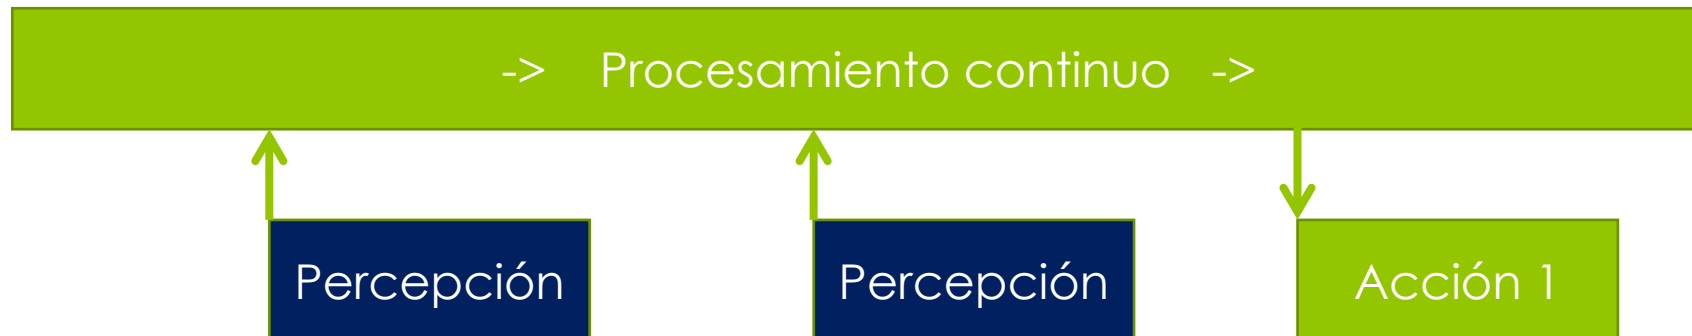 -> Procesamiento continuo ->
Percepción Percepción Acción 1